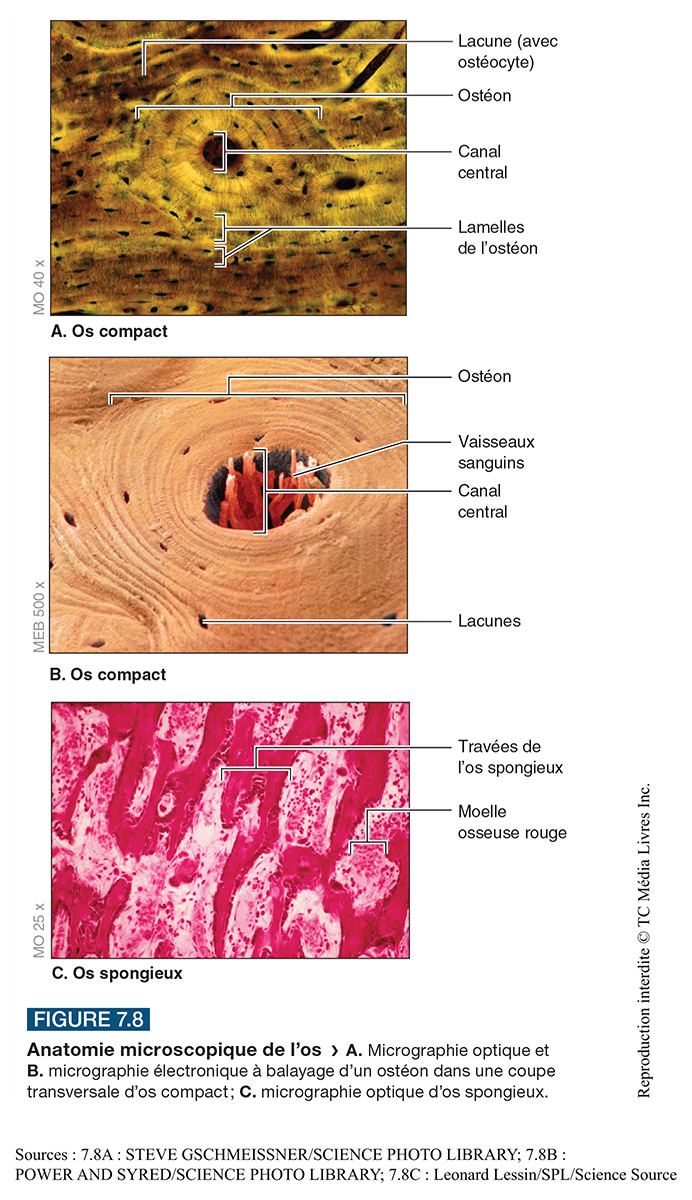 Lacune (avec
ostéocyte)
Ostéon
Canal
central
Lamelles
de l’ostéon
MO 40 x
A. Os compact
Ostéon
Vaisseaux
sanguins
Canal
central
Lacunes
MEB 500 x
B. Os compact
Travées de
l’os spongieux
Moelle
osseuse rouge
MO 25 x
C. Os spongieux
Reproduction interdite © TC Média Livres Inc.
FIGURE 7.8
Anatomie microscopique de l’os › A. Micrographie optique et
B. micrographie électronique à balayage d’un ostéon dans une coupe
transversale d’os compact ; C. micrographie optique d’os spongieux.
Sources : 7.8A : STEVE GSCHMEISSNER/SCIENCE PHOTO LIBRARY; 7.8B :
POWER AND SYRED/SCIENCE PHOTO LIBRARY; 7.8C : Leonard Lessin/SPL/Science Source